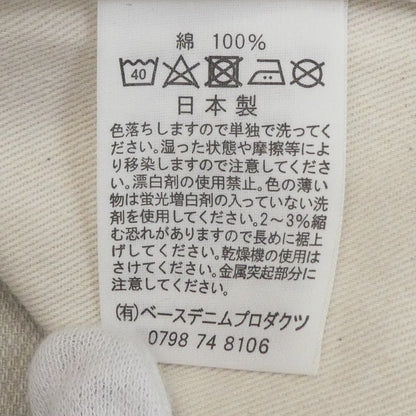 綿 100%
40
日本製
色落ちしますので単独で洗ってく
ださい。湿った状態や摩擦等によ
り移染しますので注意してくださ
い。漂白剤の使用禁止。色の薄い
物は蛍光増白剤の入っていない洗
剤を使用してください。2〜3%縮
む恐れがありますので長めに裾上
げしてください。乾燥機の使用は
さけてください。金属突起部分に
注意してください。
(有)ベースデニムプロダクツ
0798 74 8106